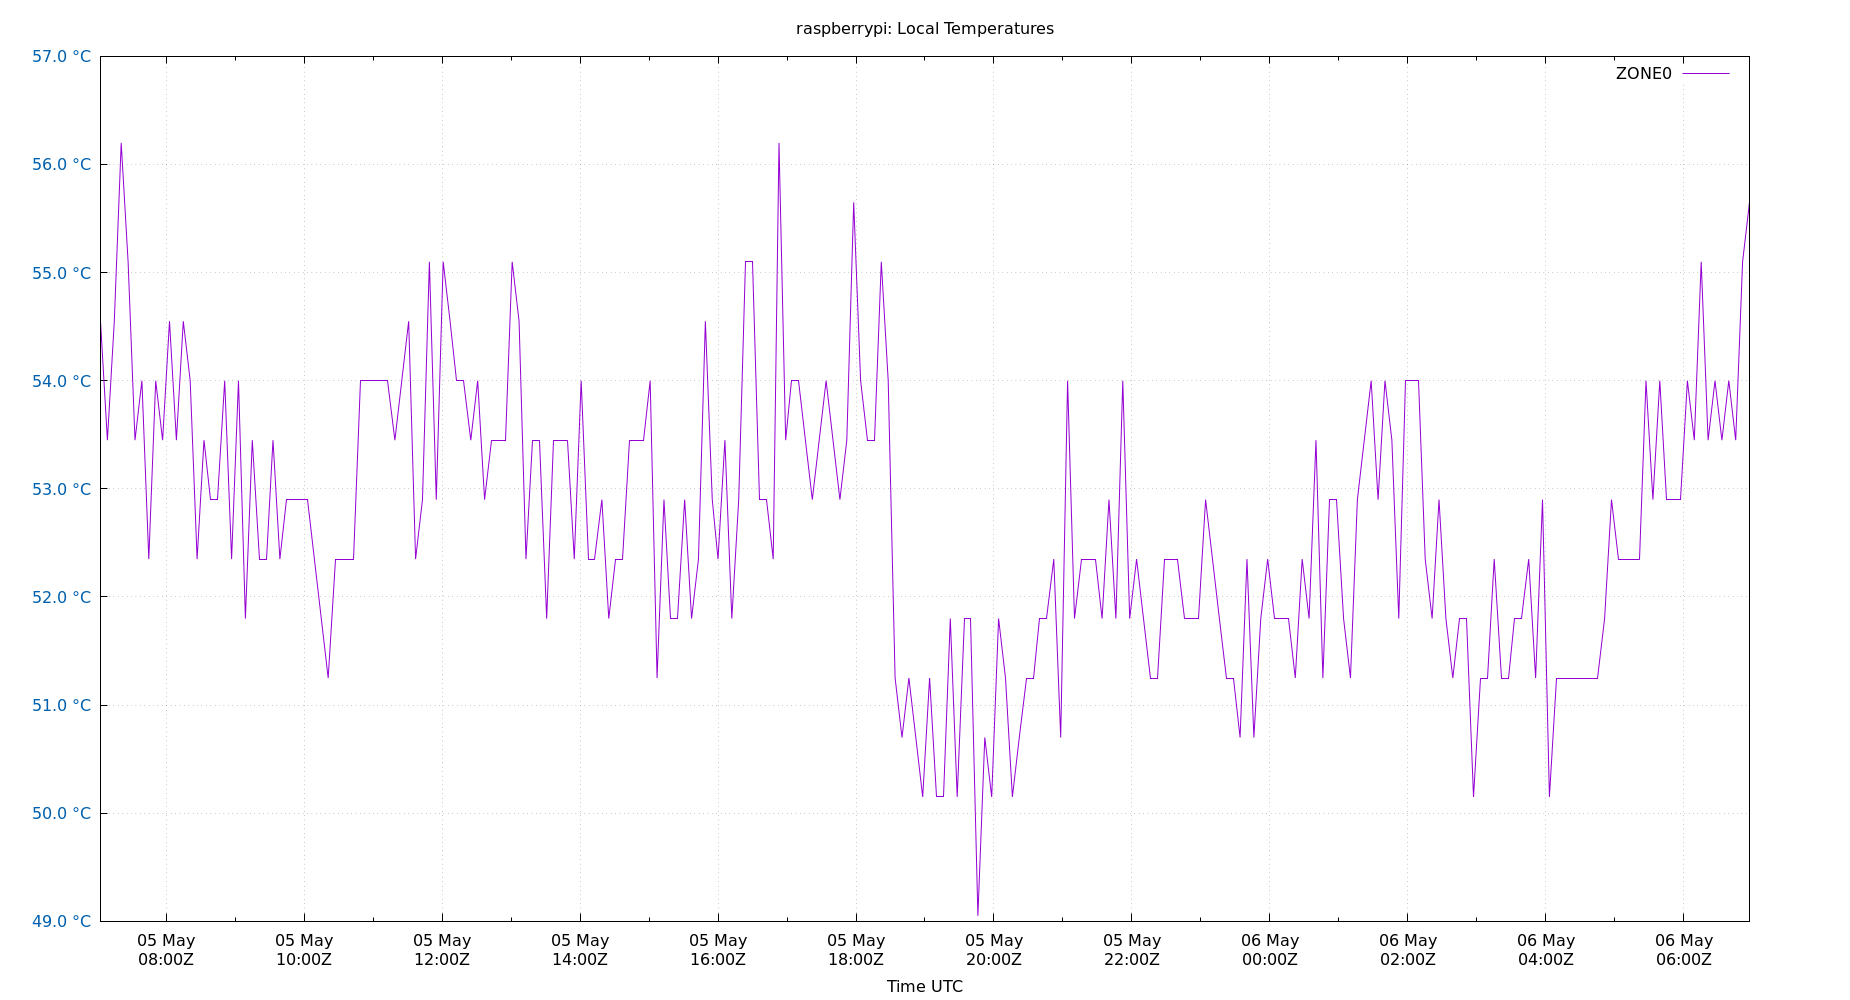 raspberrypi: Local Temperatures
57.0 °C
ZONE0
56.0 °C
55.0 °C
54.0 °C
53.0 °C
52.0 °C
51.0 °C
50.0 °C
49.0 °C
05 May 05 May 05 May 05 May 05 May 05 May 05 May 05 May 06 May 06 May 06 May 06 May
08:00Z 10:00Z 12:00Z 14:00Z 16:00Z 18:00Z 20:00Z 22:00Z 00:00Z 02:00Z 04:00Z 06:00Z
Time UTC